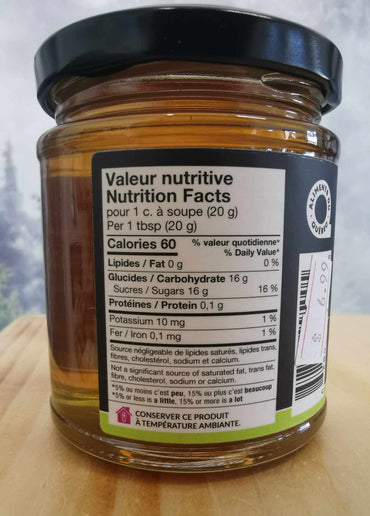 Valeur nutritive
Nutrition Facts
pour 1 c. à soupe (20 g)
Per 1 tbsp (20 g)
Calories 60 % valeur quotidienne*
% Daily Value*
Lipides / Fat 0 g 0 %
Glucides / Carbohydrate 16 g
Sucres / Sugars 16 g 16 %
Protéines / Protein 0,1 g
Potassium 10 mg 1 %
Fer / Iron 0,1 mg 1 %
Source négligeable de lipides saturés, lipides trans,
fibres, cholestérol, sodium et calcium.
Not a significant source of saturated fat, trans fat,
fibre, cholesterol, sodium or calcium.
*5% ou moins c'est peu, 15% ou plus c'est beaucoup
*5% or less is a little, 15% or more is a lot
CONSERVER CE PRODUIT
À TEMPÉRATURE AMBIANTE.
ALIMENTS DU
QUÉBEC